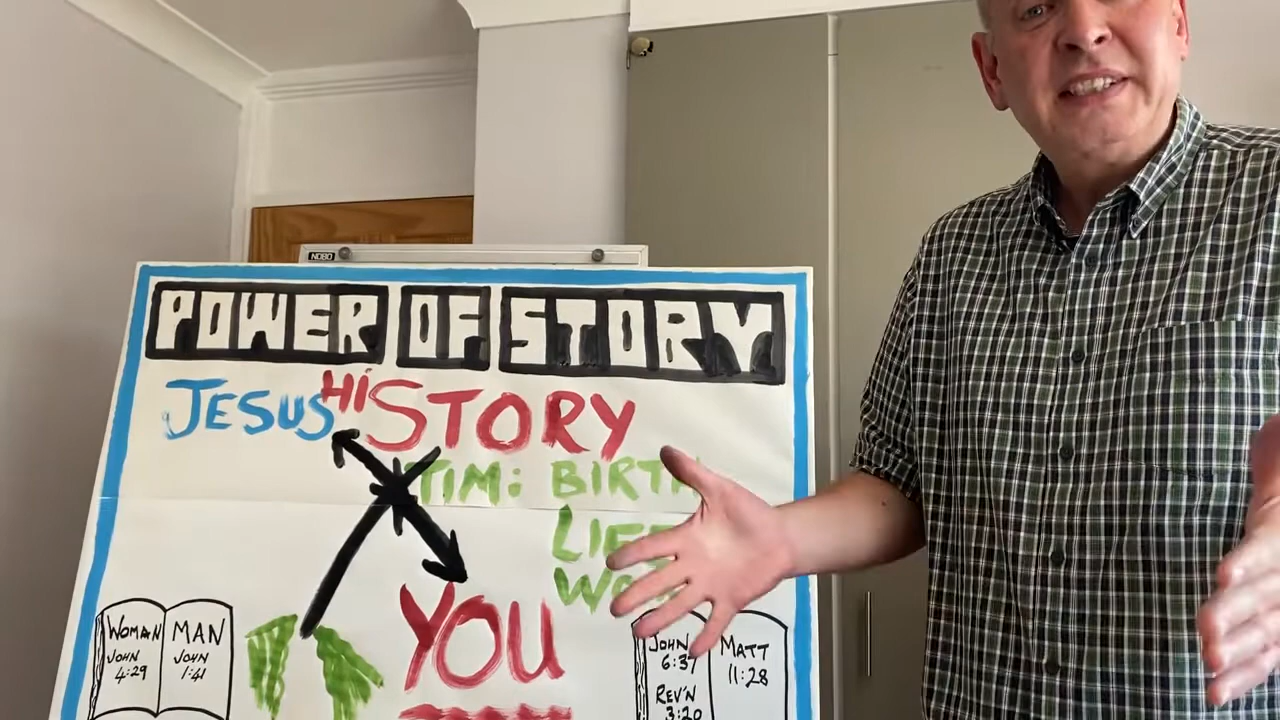 NOBO
POWER OF STORY
JESUS HiSTORY
TIM: BIRTH
LIFE
YOU
WOMAN
JOHN
4:29
MAN
JOHN
1:41
JOHN
6:37
REV'N
3:20
MATT
11:28